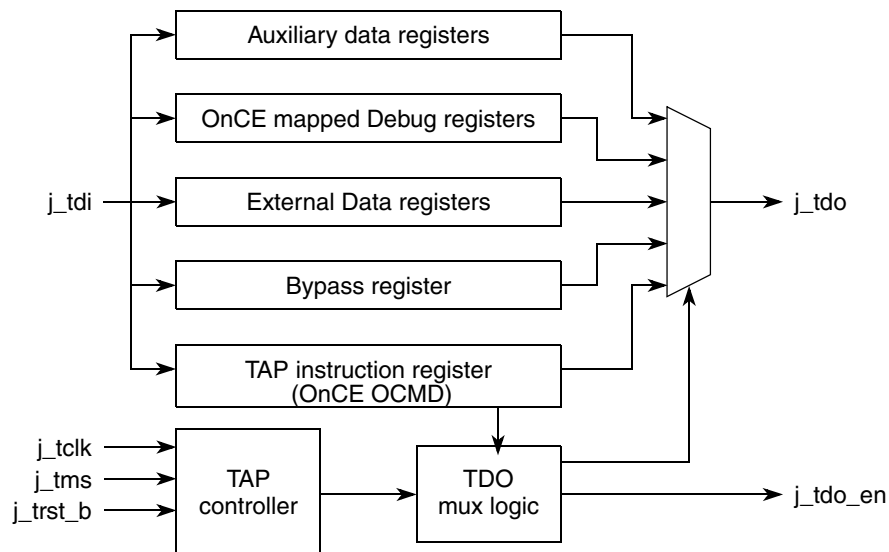 Auxiliary data registers
OnCE mapped Debug registers
j_tdi
External Data registers
j_tdo
Bypass register
TAP instruction register
(OnCE OCMD)
j_tclk
j_tms
j_trst_b
TAP
controller
TDO
mux logic
j_tdo_en